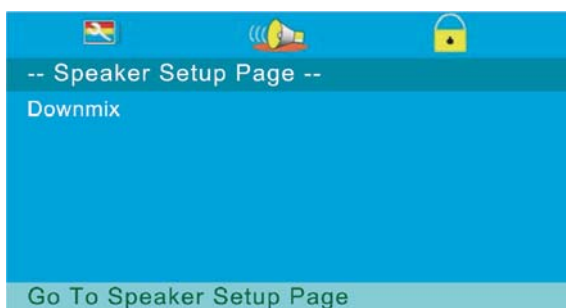 -- Speaker Setup Page --
Downmix
Go To Speaker Setup Page